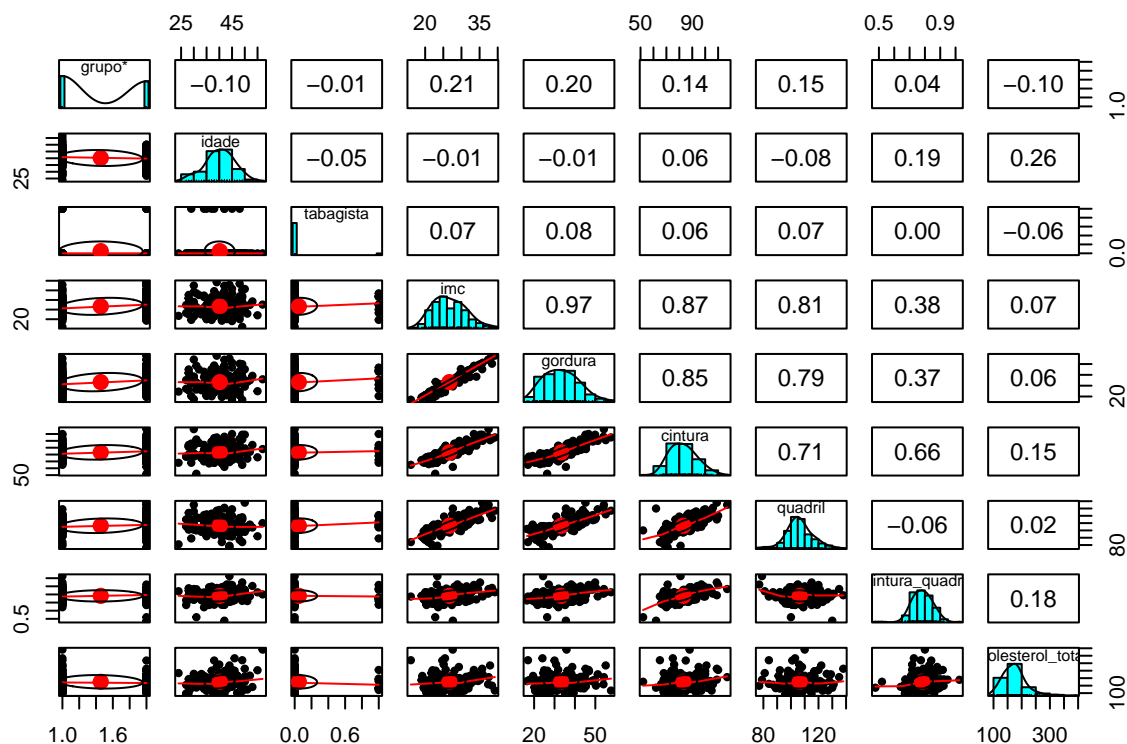 25 45 20 35 50 90 0.5 0.9
grupo* −0.10 −0.01 0.21 0.20 0.14 0.15 0.04 −0.10 1.0
25 idade −0.05 −0.01 −0.01 0.06 −0.08 0.19 0.26
tabagista 0.07 0.08 0.06 0.07 0.00 −0.06 0.0
20 imc 0.97 0.87 0.81 0.38 0.07
gordura 0.85 0.79 0.37 0.06 20
50 cintura 0.71 0.66 0.15
quadril −0.06 0.02 80
0.5 intura_quadr 0.18
olesterol_tota 100
1.0 1.6 0.0 0.6 20 50 80 120 100 300